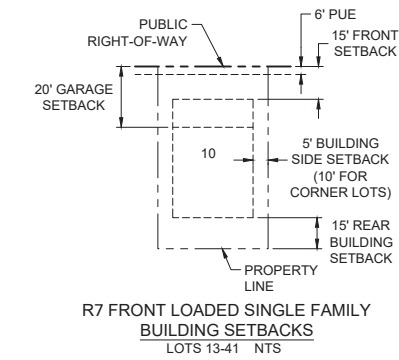 PUBLIC
RIGHT-OF-WAY
6' PUE
15' FRONT
SETBACK
20' GARAGE
SETBACK
10
5' BUILDING
SIDE SETBACK
(10' FOR
CORNER LOTS)
15' REAR
BUILDING
SETBACK
PROPERTY
LINE
R7 FRONT LOADED SINGLE FAMILY
BUILDING SETBACKS
LOTS 13-41 NTS